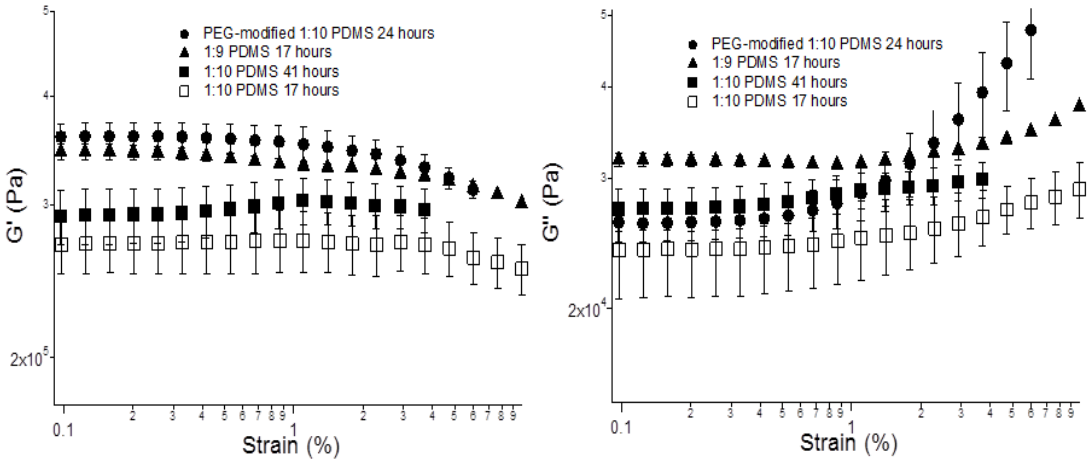 5
PEG-modified 1:10 PDMS 24 hours
1:9 PDMS 17 hours
1:10 PDMS 41 hours
1:10 PDMS 17 hours
4
3
2x10⁵
G' (Pa)
0.1 2 3 4 5 6 7 8 9 1 2 3 4 5 6 7 8 9
Strain (%)
5
PEG-modified 1:10 PDMS 24 hours
1:9 PDMS 17 hours
1:10 PDMS 41 hours
1:10 PDMS 17 hours
4
3
2x10⁴
G'' (Pa)
0.1 2 3 4 5 6 7 8 9 1 2 3 4 5 6 7 8 9
Strain (%)